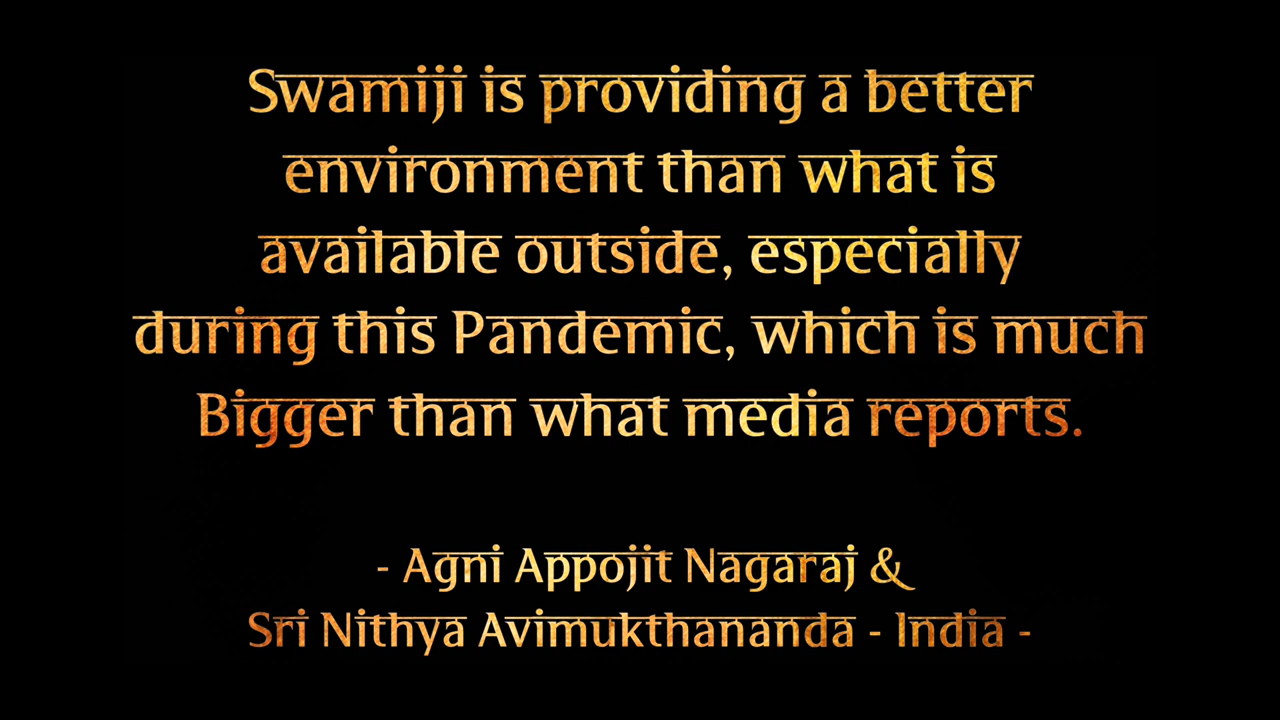 Swamiji is providing a better
environment than what is
available outside, especially
during this Pandemic, which is much
Bigger than what media reports.
- Agni Appojit Nagaraj &
Sri Nithya Avimukthananda - India -